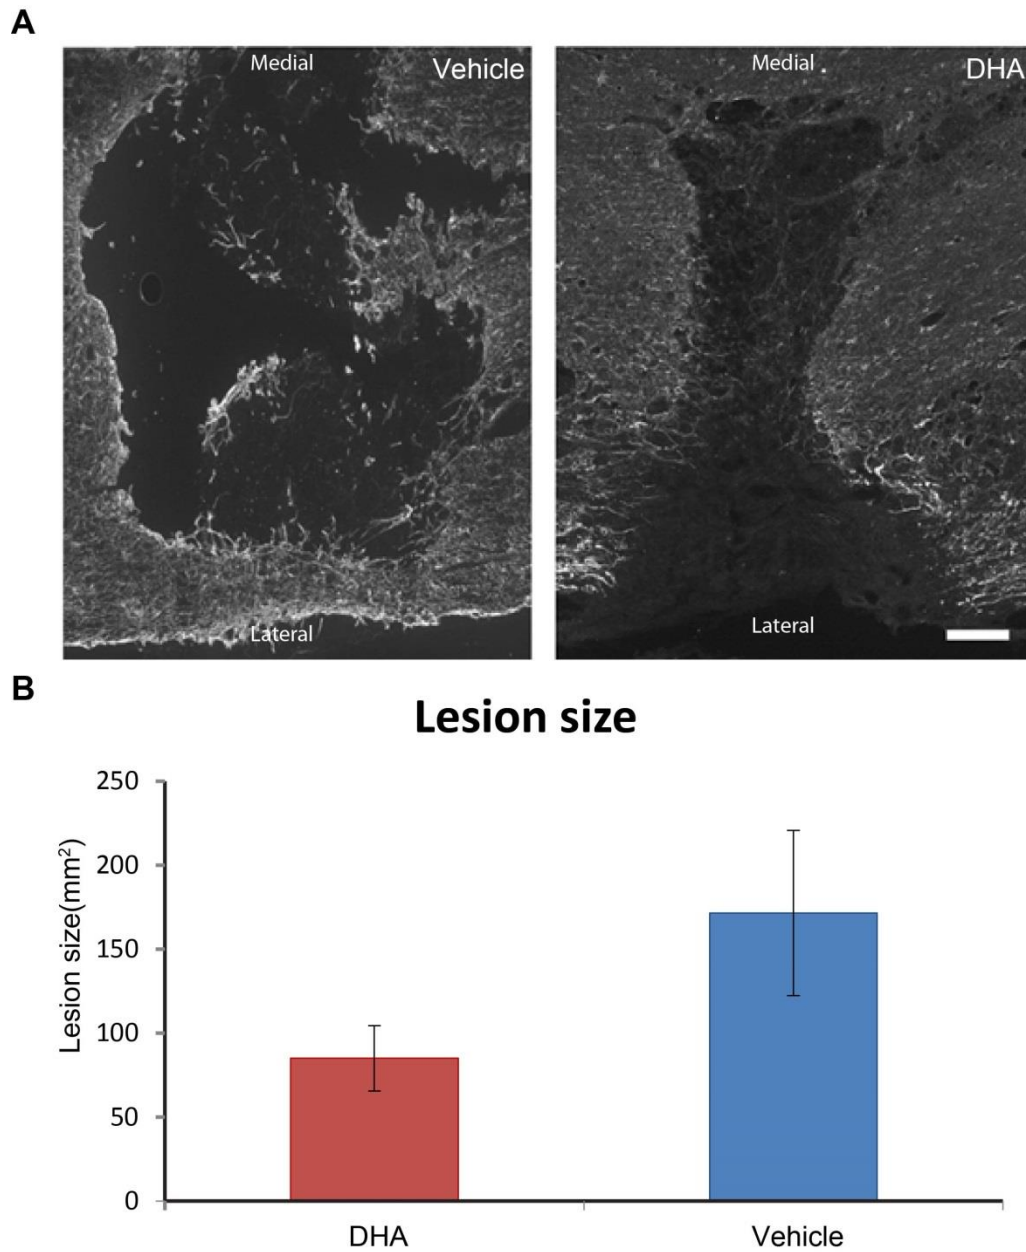 A
Medial
Vehicle
Medial
DHA
Lateral
Lateral
B
Lesion size
250
200
150
100
50
0
Lesion size(mm²)
DHA
Vehicle